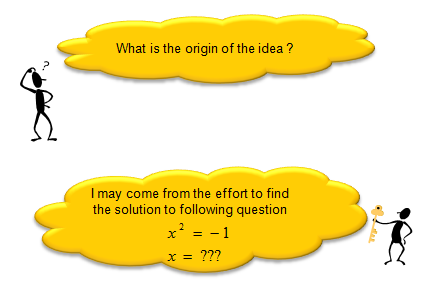 What is the origin of the idea ?
?
I may come from the effort to find
the solution to following question
x² = − 1
x = ???